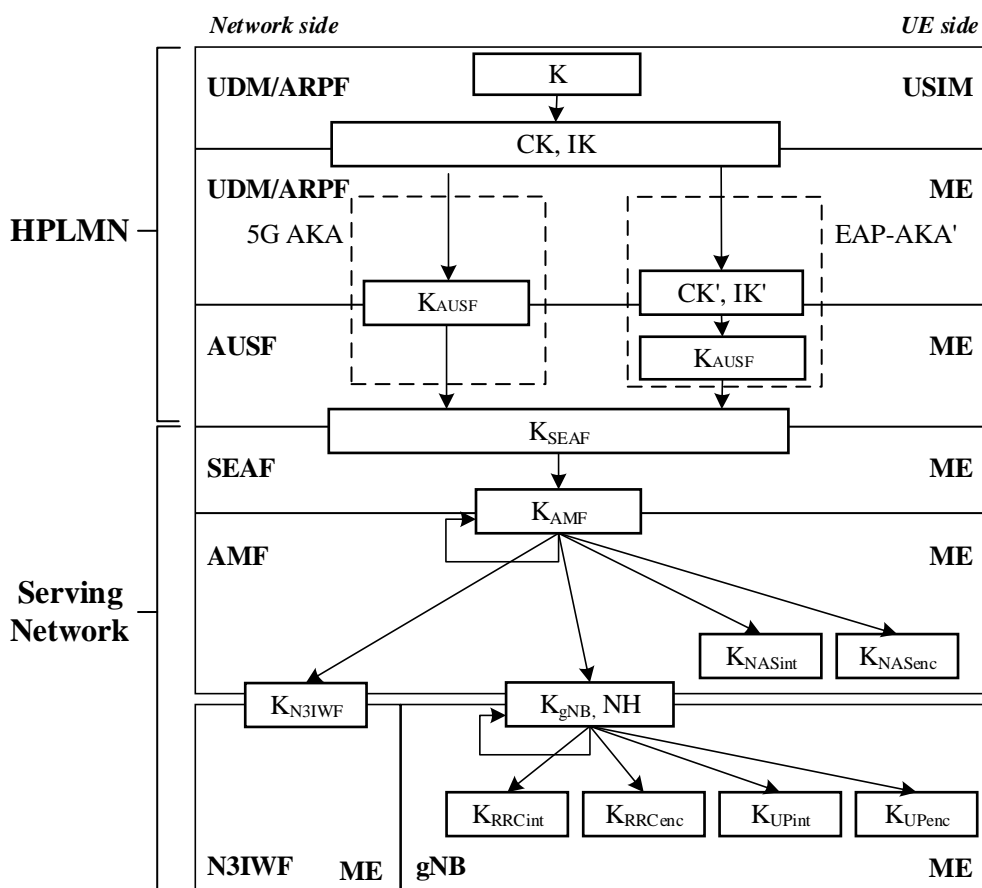 Network side UE side
K
UDM/ARPF USIM
CK, IK
UDM/ARPF ME
HPLMN
5G AKA EAP-AKA'
CK', IK'
KAUSF
AUSF ME
KAUSF
KSEAF
SEAF ME
KAMF
AMF ME
Serving
Network
KNASint KNASenc
KN3IWF KgNB, NH
KRRCint KRRCenc KUPint KUPenc
N3IWF ME gNB ME